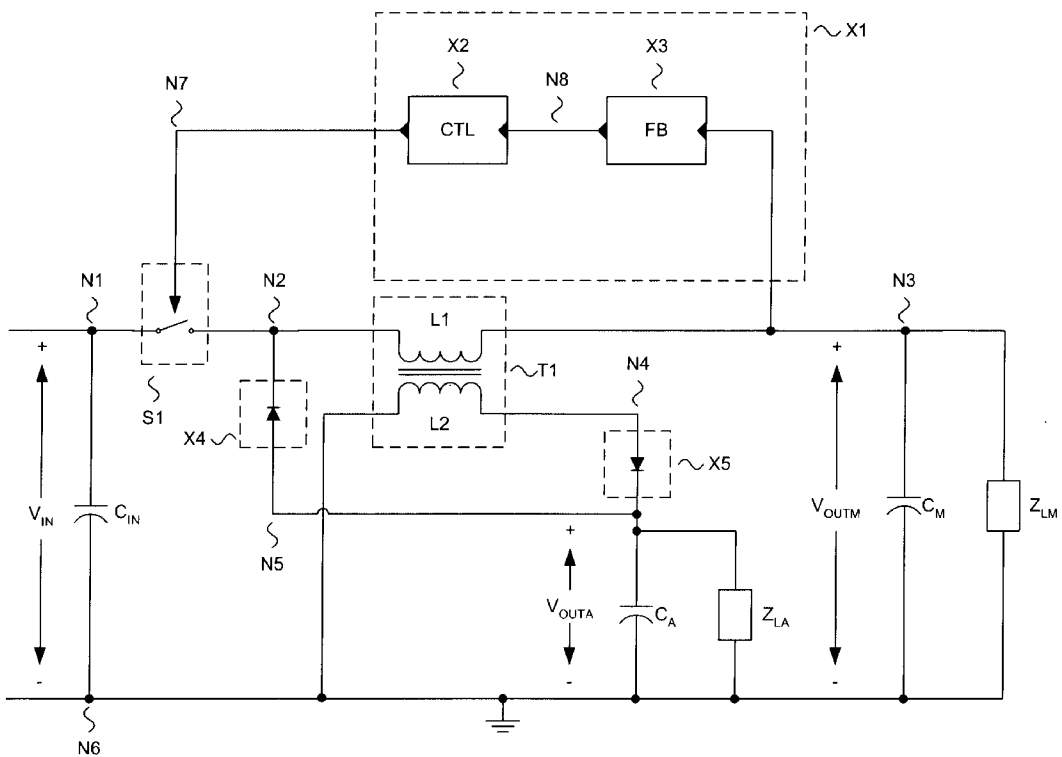 X1
X2
X3
N7
N8
CTL
FB
N1
N2
N3
L1
+
+
T1
N4
S1
X4
L2
X5
V_IN
C_IN
N5
+
V_OUTM
C_M
Z_LM
V_OUTA
C_A
Z_LA
-
-
-
N6